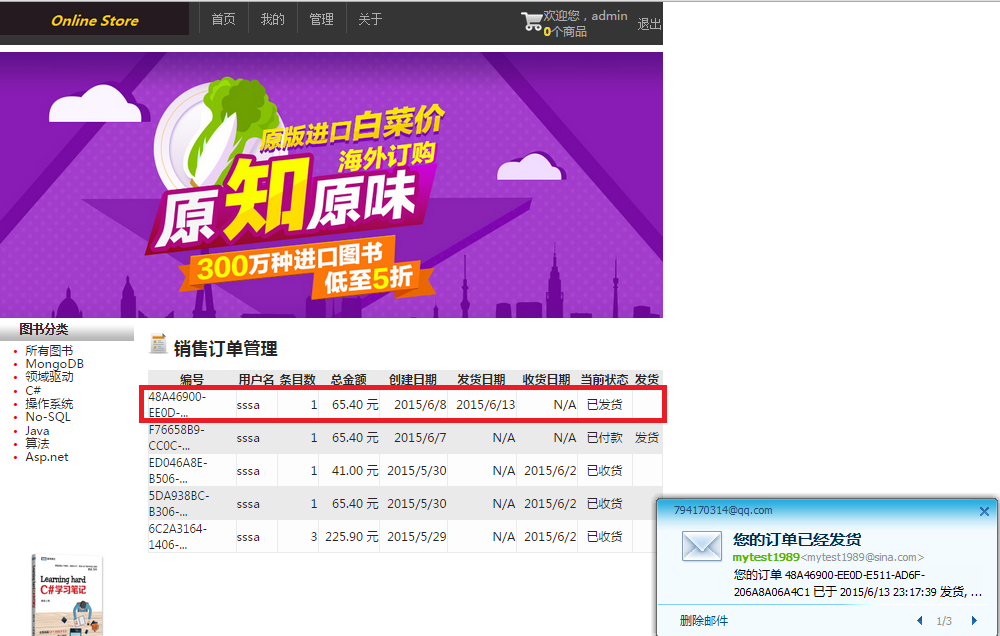 Online Store 首页 我的 管理 关于 欢迎您，admin 退出
0个商品
原版进口白菜价
海外订购
原知原味
300万种进口图书
低至5折
图书分类
所有图书
MongoDB
领域驱动
C#
操作系统
No-SQL
Java
算法
Asp.net
Learning hard
C#学习笔记
销售订单管理
编号 用户名 条目数 总金额 创建日期 发货日期 收货日期 当前状态 发货
48A46900-
EE0D-... sssa 1 65.40 元 2015/6/8 2015/6/13 N/A 已发货
F76658B9-
CC0C-... sssa 1 65.40 元 2015/6/7 N/A N/A 已付款 发货
ED046A8E-
B506-... sssa 1 41.00 元 2015/5/30 N/A 2015/6/2 已收货
5DA938BC-
B306-... sssa 1 65.40 元 2015/5/30 N/A 2015/6/2 已收货
6C2A3164-
1406-... sssa 3 225.90 元 2015/5/29 N/A 2015/6/2 已收货
794170314@qq.com
您的订单已经发货
mytest1989<mytest1989@sina.com>
您的订单 48A46900-EE0D-E511-AD6F-
206A8A06A4C1 已于 2015/6/13 23:17:39 发货, ...
删除邮件 1/3